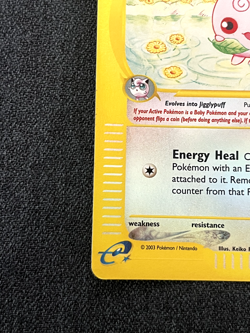 Evolves into Jigglypuff Pu
If your Active Pokémon is a Baby Pokémon and your o
opponent flips a coin (before doing anything else). If t
Energy Heal C
Pokémon with an E
attached to it. Remo
counter from that P
weakness resistance
© 2003 Pokémon / Nintendo
Illus. Keiko F
e